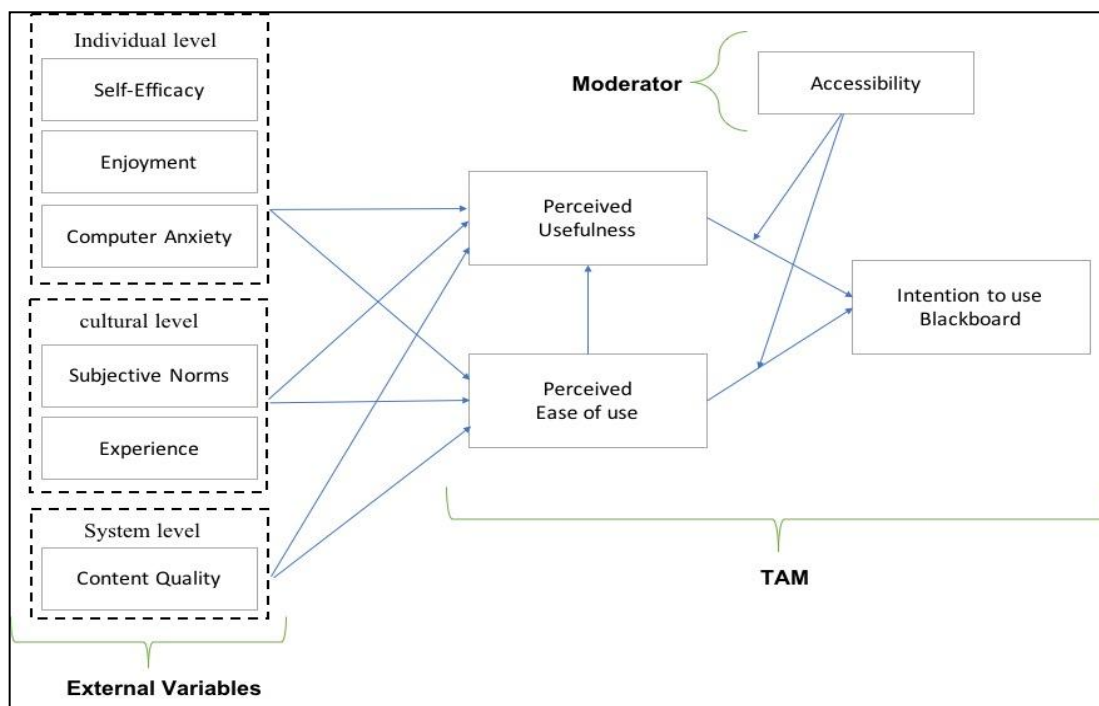 Individual level
Self-Efficacy
Enjoyment
Computer Anxiety
cultural level
Subjective Norms
Experience
System level
Content Quality
External Variables
Perceived
Usefulness
Perceived
Ease of use
TAM
Moderator
Accessibility
Intention to use
Blackboard